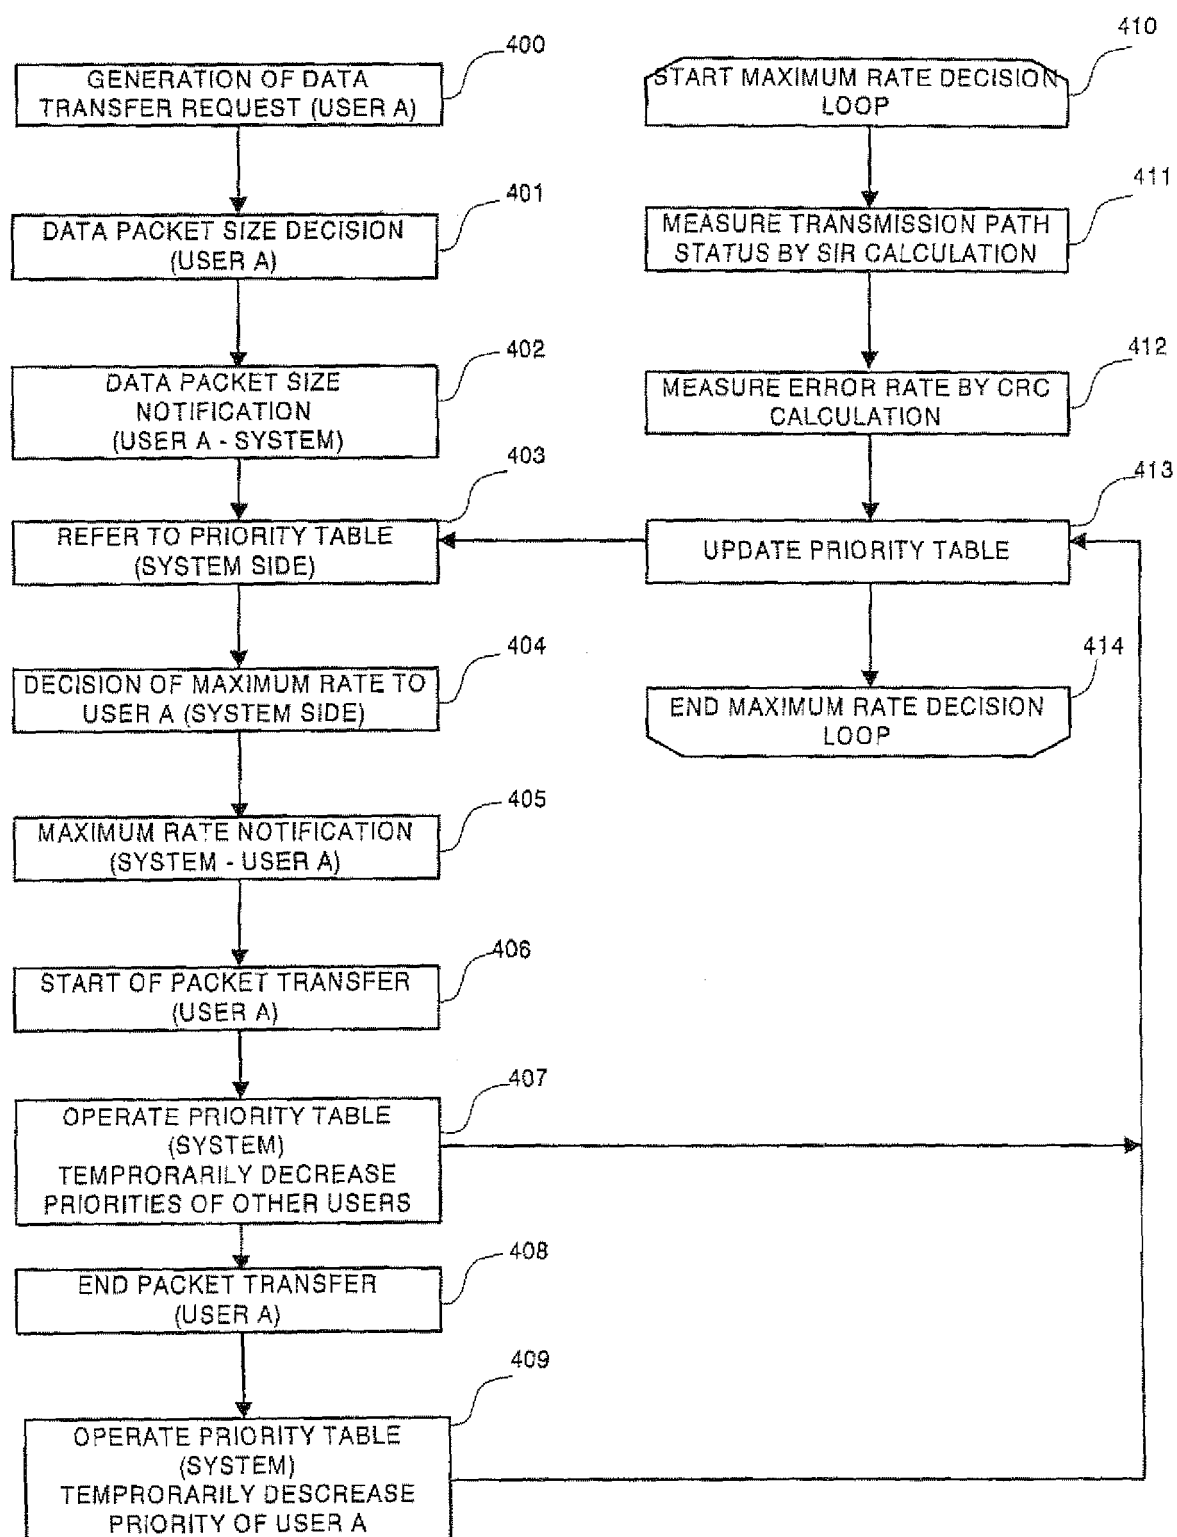 400
GENERATION OF DATA
TRANSFER REQUEST (USER A)
401
DATA PACKET SIZE DECISION
(USER A)
402
DATA PACKET SIZE
NOTIFICATION
(USER A - SYSTEM)
403
REFER TO PRIORITY TABLE
(SYSTEM SIDE)
404
DECISION OF MAXIMUM RATE TO
USER A (SYSTEM SIDE)
405
MAXIMUM RATE NOTIFICATION
(SYSTEM - USER A)
406
START OF PACKET TRANSFER
(USER A)
407
OPERATE PRIORITY TABLE
(SYSTEM)
TEMPRORARILY DECREASE
PRIORITIES OF OTHER USERS
408
END PACKET TRANSFER
(USER A)
409
OPERATE PRIORITY TABLE
(SYSTEM)
TEMPRORARILY DESCREASE
PRIORITY OF USER A
410
START MAXIMUM RATE DECISION
LOOP
411
MEASURE TRANSMISSION PATH
STATUS BY SIR CALCULATION
412
MEASURE ERROR RATE BY CRC
CALCULATION
413
UPDATE PRIORITY TABLE
414
END MAXIMUM RATE DECISION
LOOP